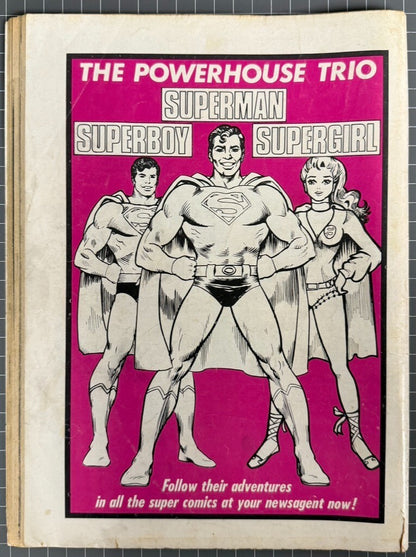 THE POWERHOUSE TRIO
SUPERMAN
SUPERBOY SUPERGIRL
S
S
Follow their adventures
in all the super comics at your newsagent now!